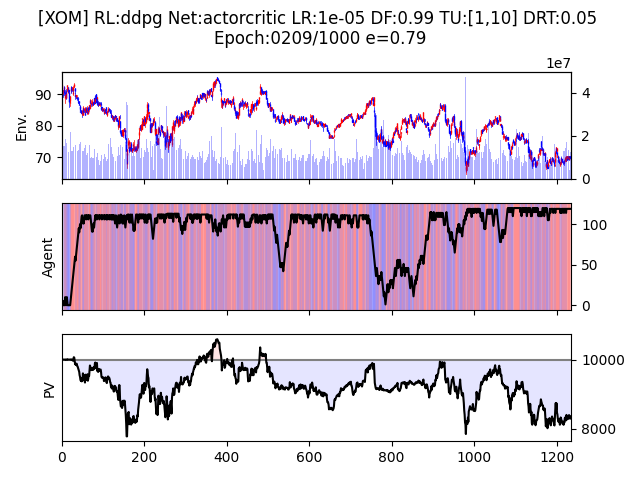 [XOM] RL:ddpg Net:actorcritic LR:1e-05 DF:0.99 TU:[1,10] DRT:0.05
Epoch:0209/1000 e=0.79
1e7
Env.
90
80
70
4
2
0
Agent
100
50
0
PV
10000
8000
0 200 400 600 800 1000 1200